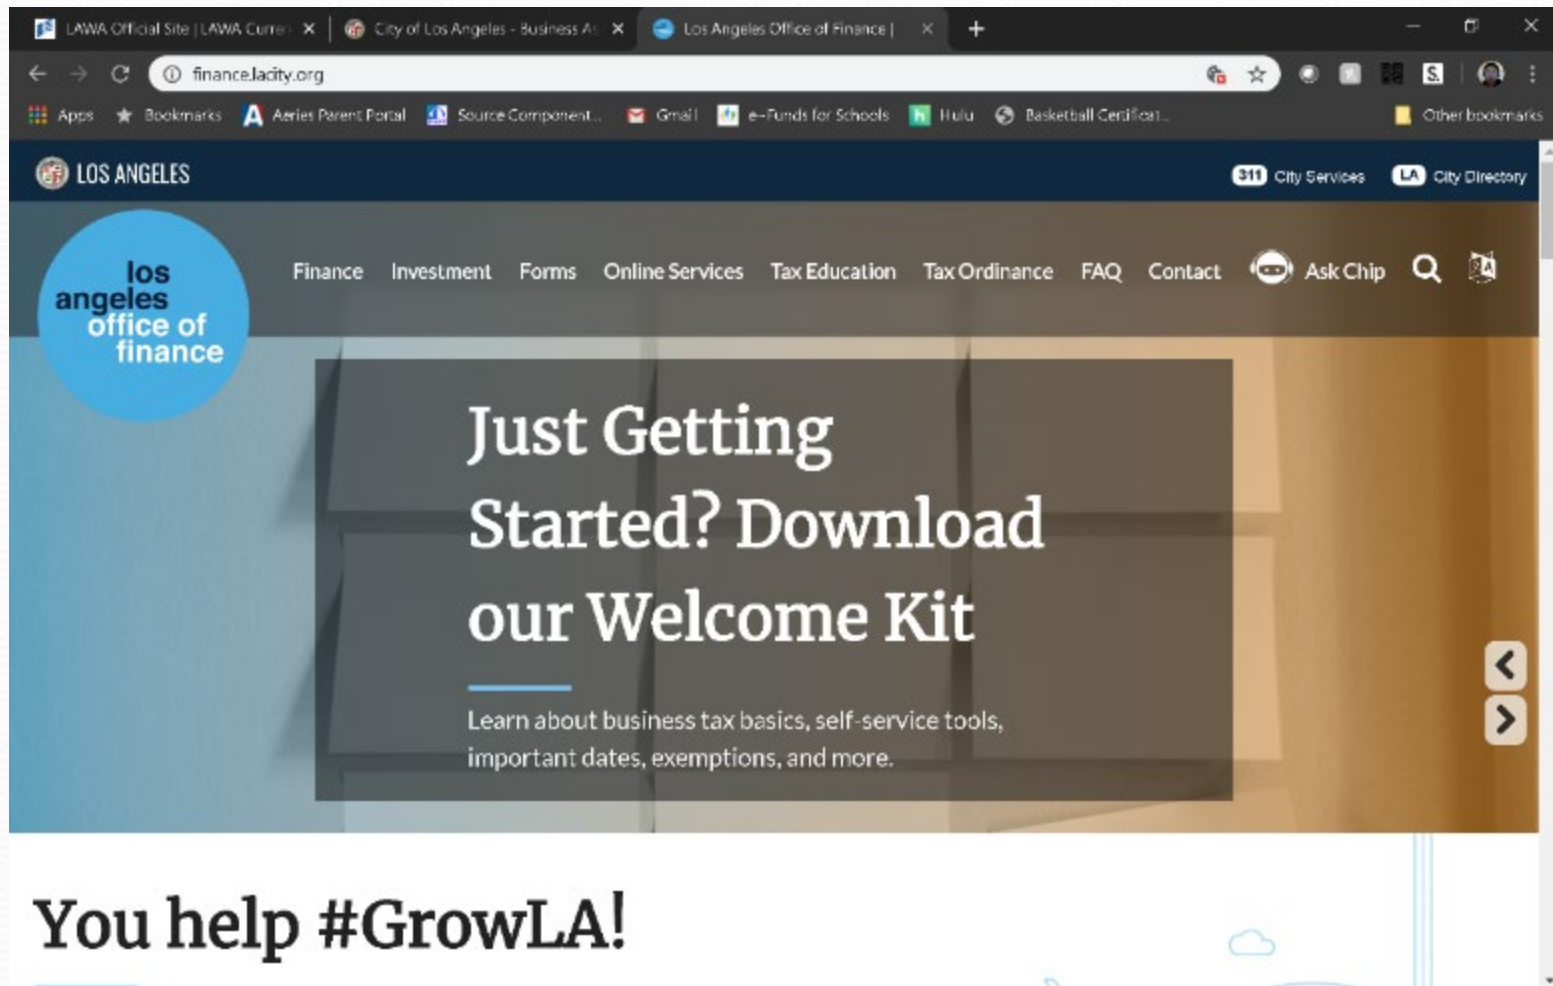 LAWA Official Site | LAWA Curren
City of Los Angeles - Business As
Los Angeles Office of Finance |
finance.lacity.org
Apps Bookmarks Aeries Parent Portal Source Component... Gmail e-Funds for Schools Hulu Basketball Certificat... Other bookmarks
LOS ANGELES
311 City Services LA City Directory
los
angeles
office of
finance
Finance Investment Forms Online Services Tax Education Tax Ordinance FAQ Contact Ask Chip
Just Getting
Started? Download
our Welcome Kit
Learn about business tax basics, self-service tools,
important dates, exemptions, and more.
You help #GrowLA!